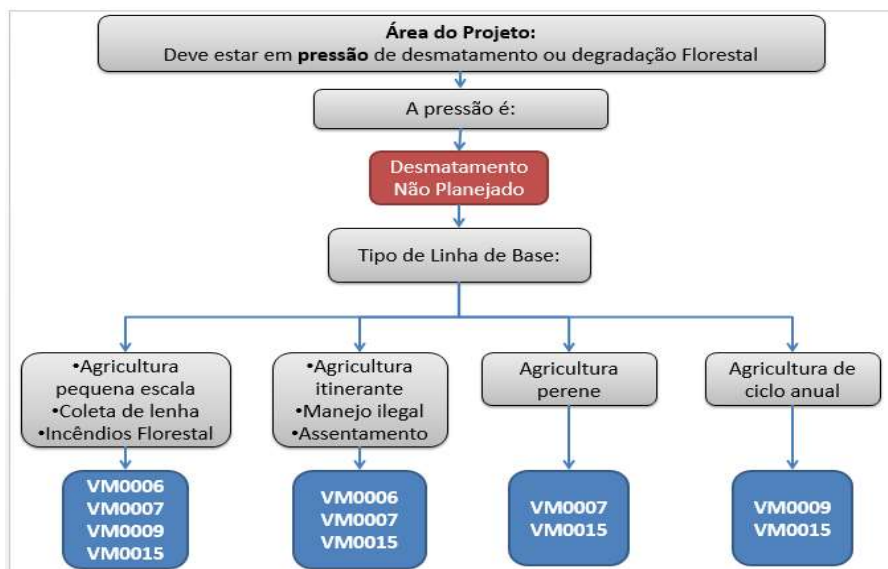 Área do Projeto:
Deve estar em pressão de desmatamento ou degradação Florestal
A pressão é:
Desmatamento
Não Planejado
Tipo de Linha de Base:
•Agricultura
pequena escala
•Coleta de lenha
•Incêndios Florestal
•Agricultura
itinerante
•Manejo ilegal
•Assentamento
Agricultura
perene
Agricultura de
ciclo anual
VM0006
VM0007
VM0009
VM0015
VM0006
VM0007
VM0015
VM0007
VM0015
VM0009
VM0015